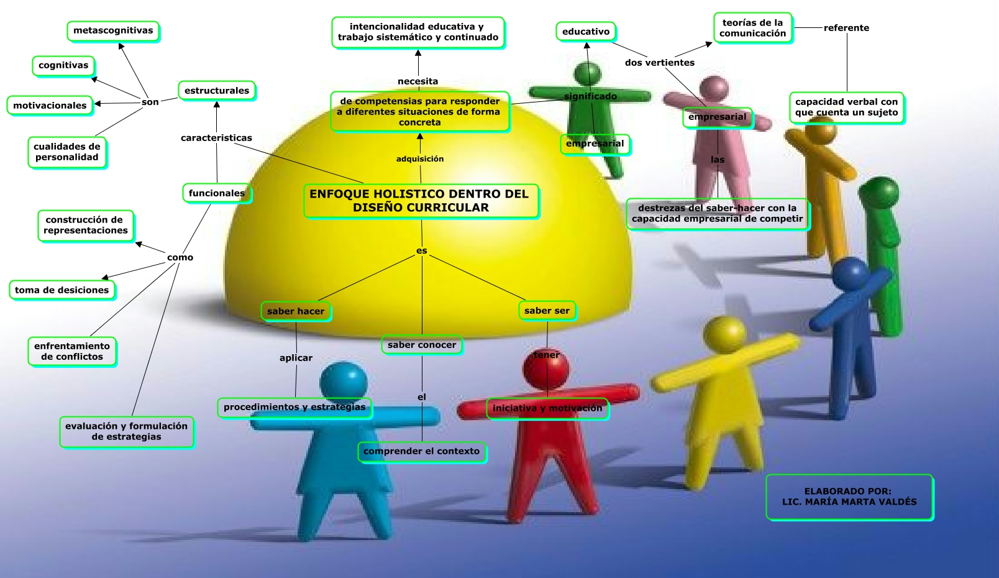 metascognitivas
cognitivas
motivacionales
cualidades de
personalidad
son
estructurales
caracteristicas
funcionales
construcción de
representaciones
como
toma de desiciones
enfrentamiento
de conflictos
evaluación y formulación
de estrategias
intencionalidad educativa y
trabajo sistemático y continuado
necesita
de competensias para responder
a diferentes situaciones de forma
concreta
adquisición
ENFOQUE HOLISTICO DENTRO DEL
DISEÑO CURRICULAR
es
saber hacer
aplicar
procedimientos y estrategias
saber conocer
el
comprender el contexto
saber ser
tener
iniciativa y motivación
educativo
significado
empresarial
dos vertientes
teorías de la
comunicación
referente
capacidad verbal con
que cuenta un sujeto
empresarial
las
destrezas del saber-hacer con la
capacidad empresarial de competir
ELABORADO POR:
LIC. MARÍA MARTA VALDÉS